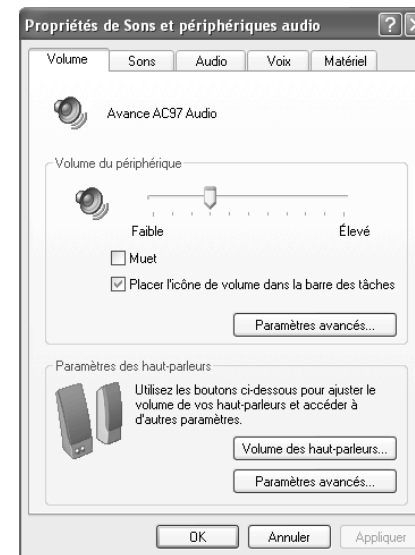 Propriétés de Sons et périphériques audio
Volume Sons Audio Voix Matériel
Avance AC97 Audio
Volume du périphérique
Faible Élevé
Muet
Placer l'icône de volume dans la barre des tâches
Paramètres avancés...
Paramètres des haut-parleurs
Utilisez les boutons ci-dessous pour ajuster le
volume de vos haut-parleurs et accéder à
d'autres paramètres.
Volume des haut-parleurs...
Paramètres avancés...
OK Annuler Appliquer